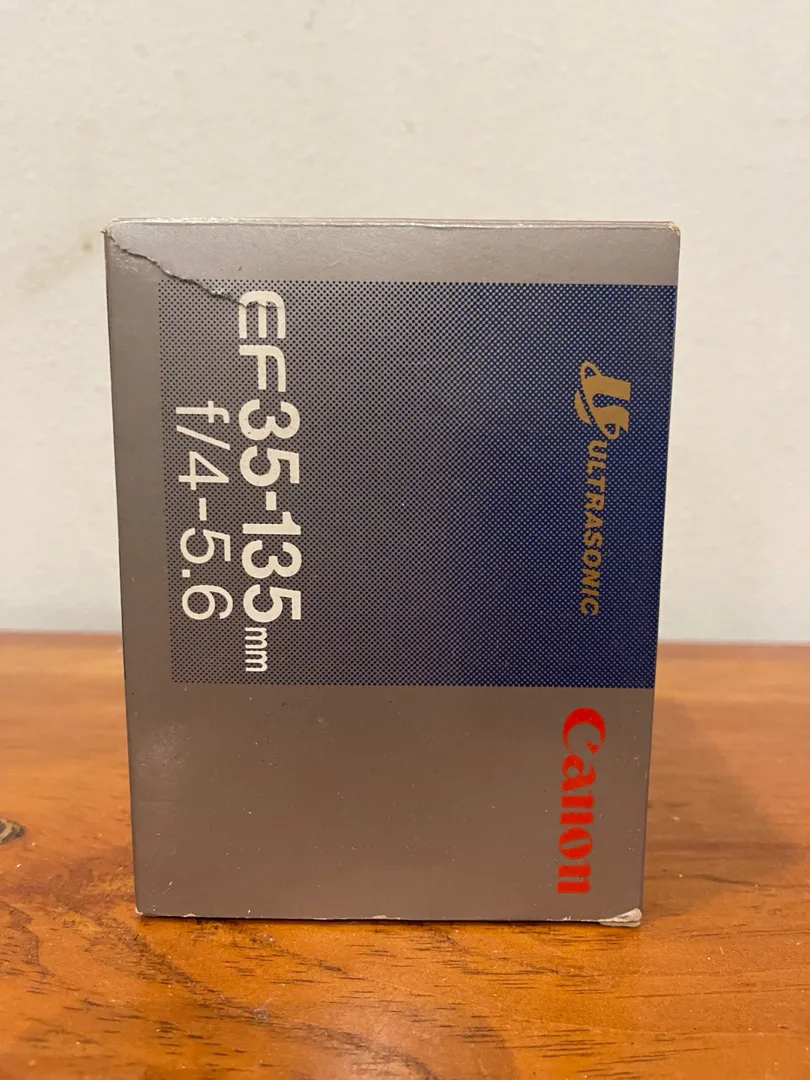 ULTRASONIC
Canon
EF35-135mm
f/4-5.6